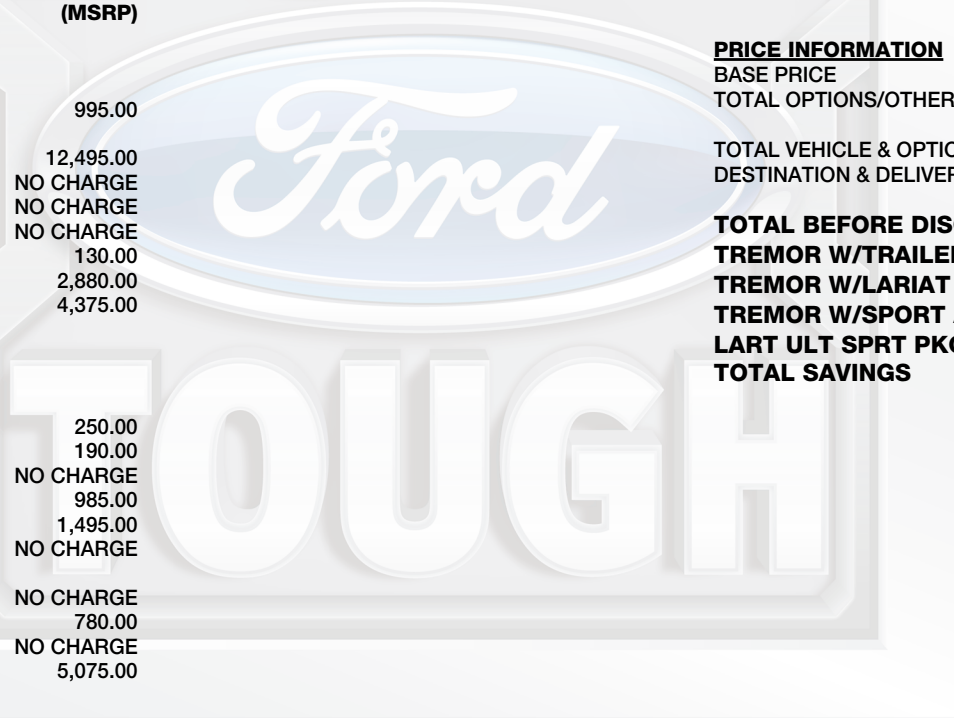 (MSRP)
995.00
12,495.00
NO CHARGE
NO CHARGE
NO CHARGE
130.00
2,880.00
4,375.00
250.00
190.00
NO CHARGE
985.00
1,495.00
NO CHARGE
NO CHARGE
780.00
NO CHARGE
5,075.00
PRICE INFORMATION
BASE PRICE
TOTAL OPTIONS/OTHER
TOTAL VEHICLE & OPTIO
DESTINATION & DELIVER
TOTAL BEFORE DIS
TREMOR W/TRAILE
TREMOR W/LARIAT
TREMOR W/SPORT
LART ULT SPRT PK
TOTAL SAVINGS
Ford
TOUGH